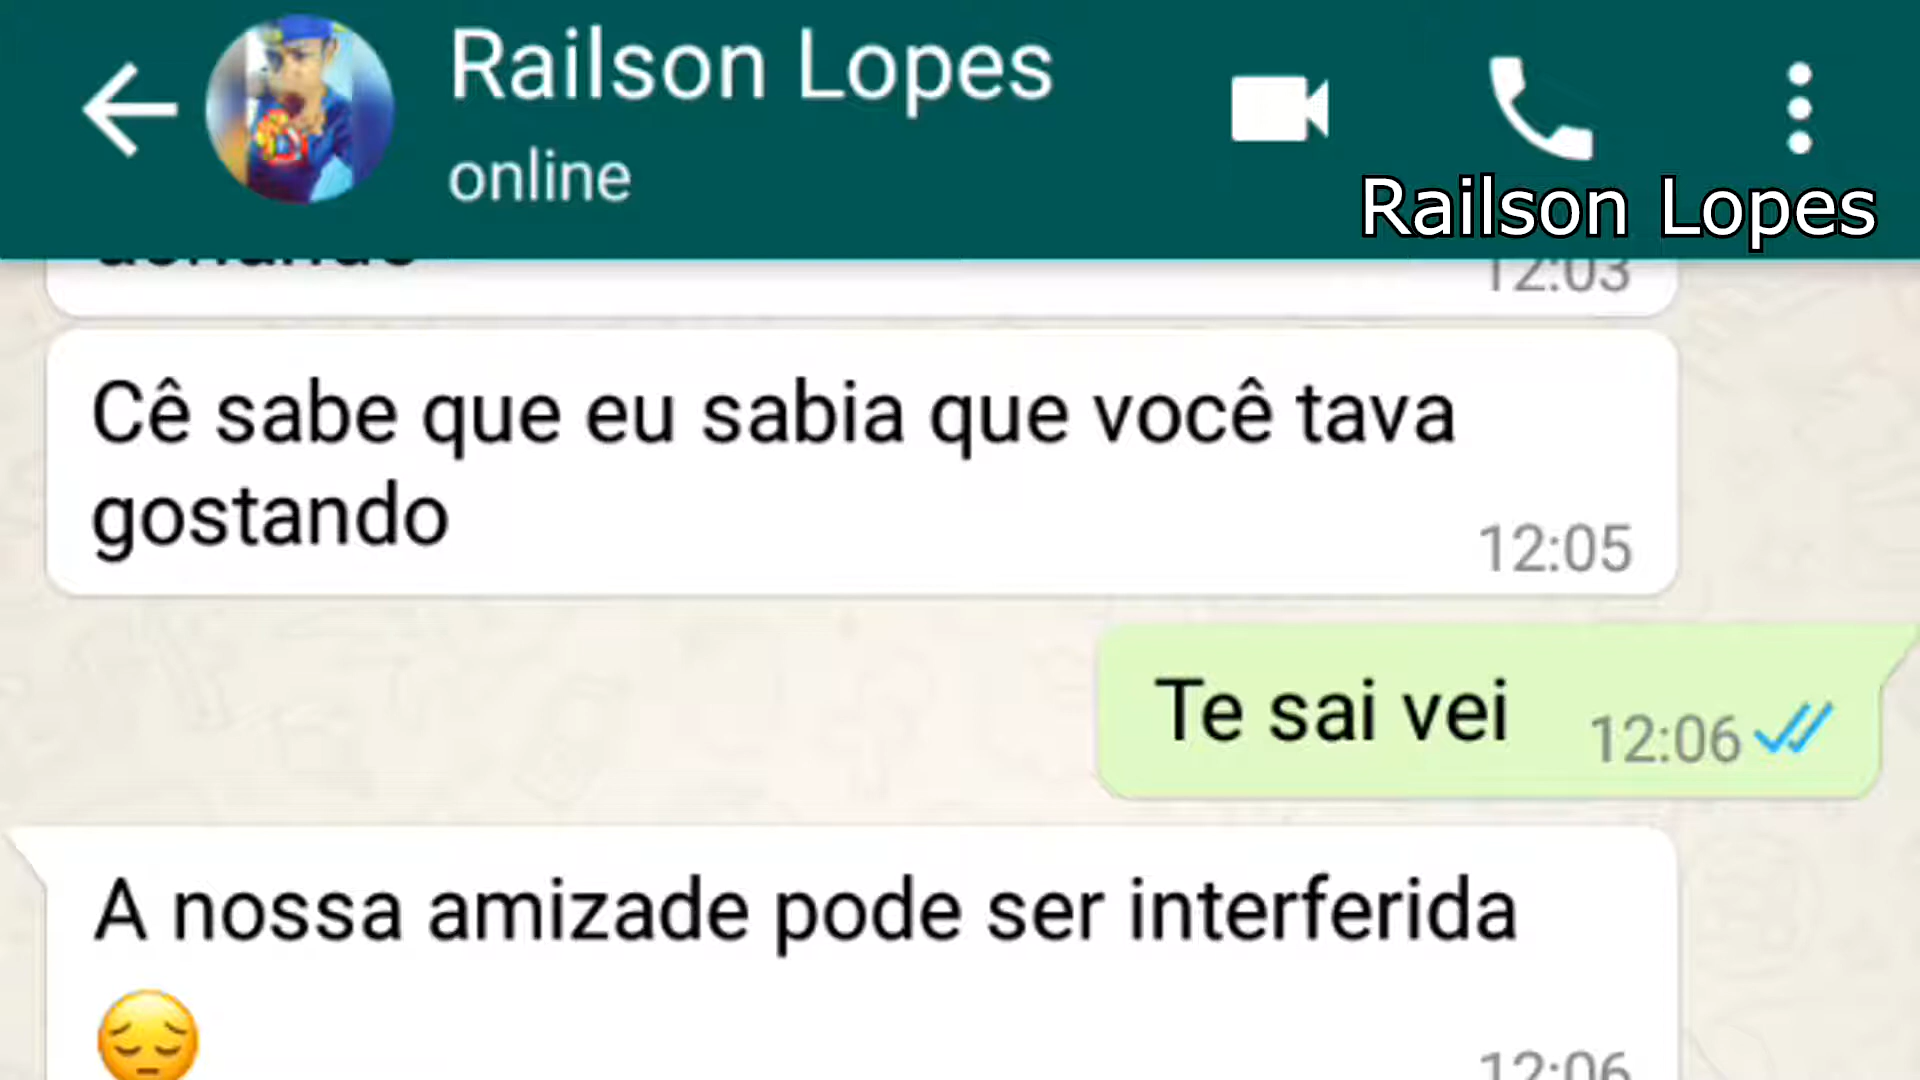 Railson Lopes
online
Railson Lopes
12:03
Cê sabe que eu sabia que você tava
gostando
12:05
Te sai vei
12:06
A nossa amizade pode ser interferida
😔
12:06